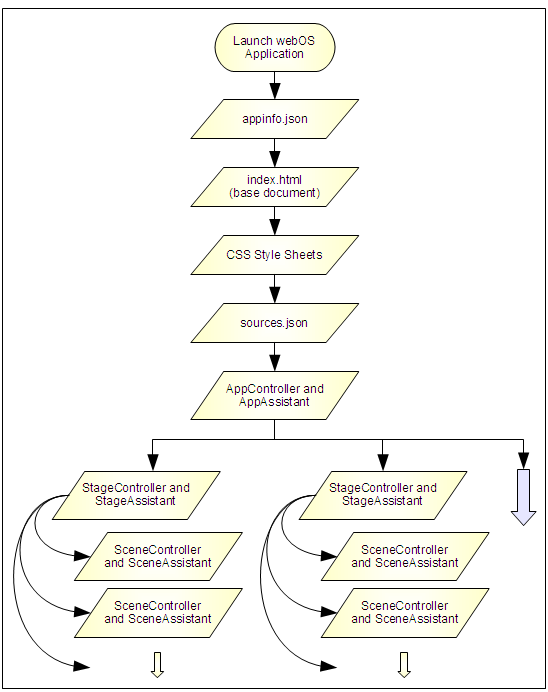 Launch webOS
Application
appinfo.json
index.html
(base document)
CSS Style Sheets
sources.json
AppController and
AppAssistant
StageController and
StageAssistant
SceneController
and SceneAssistant
SceneController
and SceneAssistant
StageController and
StageAssistant
SceneController
and SceneAssistant
SceneController
and SceneAssistant